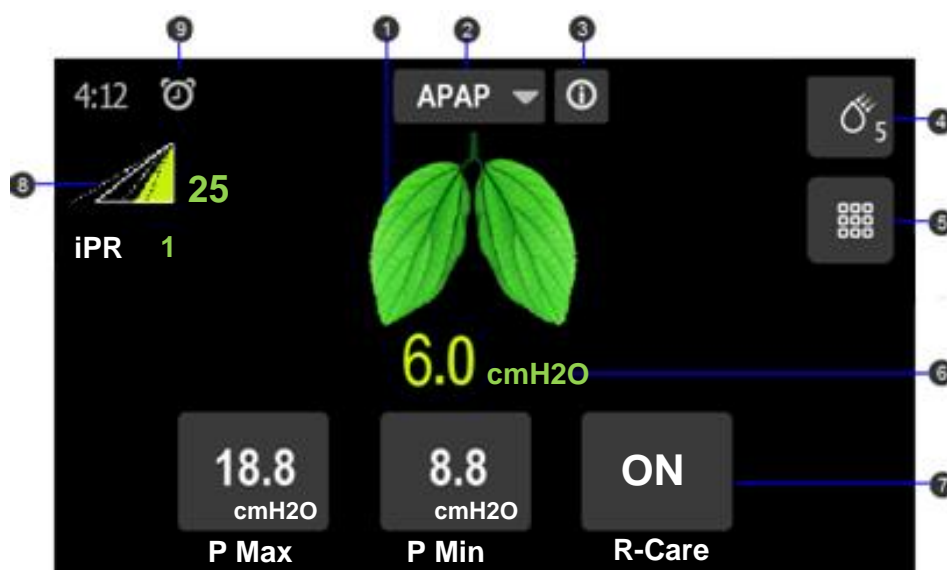 9 1 2 3
4:12 APAP
5 4
8 25
5
iPR 1
6.0 cmH2O 6
18.8 8.8 ON
7
cmH2O cmH2O
P Max P Min R-Care